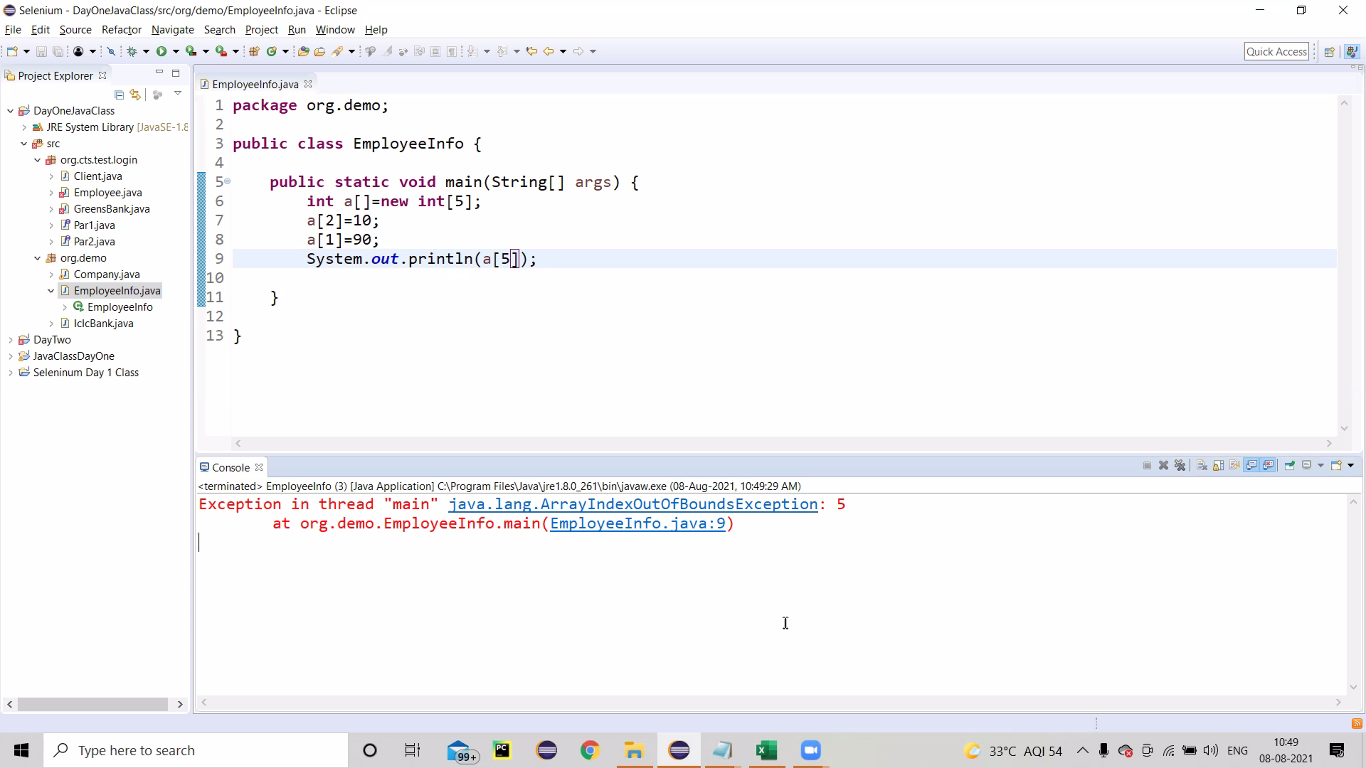 Selenium - DayOneJavaClass/src/org/demo/EmployeeInfo.java - Eclipse
File Edit Source Refactor Navigate Search Project Run Window Help
Quick Access
Project Explorer
DayOneJavaClass
JRE System Library [JavaSE-1.8
src
org.cts.test.login
Client.java
Employee.java
GreensBank.java
Par1.java
Par2.java
org.demo
Company.java
EmployeeInfo.java
EmployeeInfo
IcIcBank.java
DayTwo
JavaClassDayOne
Seleninum Day 1 Class
EmployeeInfo.java
1 package org.demo;
2
3 public class EmployeeInfo {
4
5 public static void main(String[] args) {
6 int a[]=new int[5];
7 a[2]=10;
8 a[1]=90;
9 System.out.println(a[5]);
10
11 }
12
13 }
Console
<terminated> EmployeeInfo (3) [Java Application] C:\Program Files\Java\jre1.8.0_261\bin\javaw.exe (08-Aug-2021, 10:49:29 AM)
Exception in thread "main" java.lang.ArrayIndexOutOfBoundsException: 5
at org.demo.EmployeeInfo.main(EmployeeInfo.java:9)
Type here to search
99+
PC
33°C AQI 54
ENG
10:49
08-08-2021